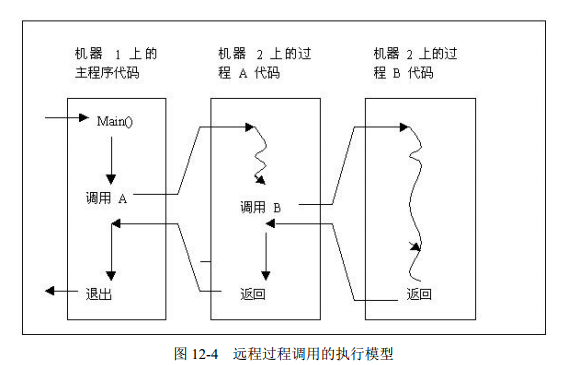 机器 1 上的
主程序代码
机器 2 上的过
程 A 代码
机器 2 上的过
程 B 代码
Main()
调用 A
调用 B
退出
返回
返回
图 12-4 远程过程调用的执行模型